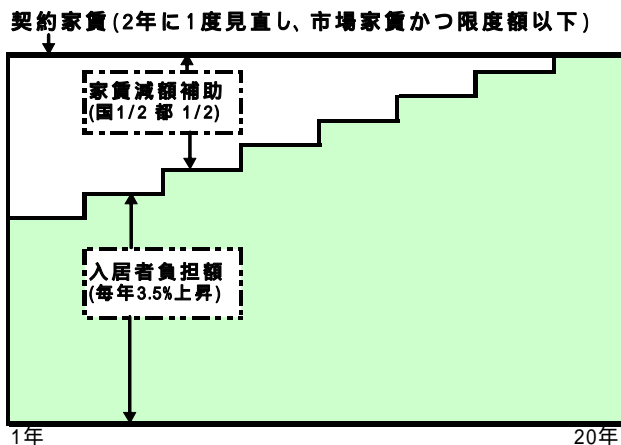 契約家賃(2年に1度見直し、市場家賃かつ限度額以下)
家賃減額補助
(国1/2 都 1/2)
入居者負担額
(毎年3.5%上昇)
1年
20年